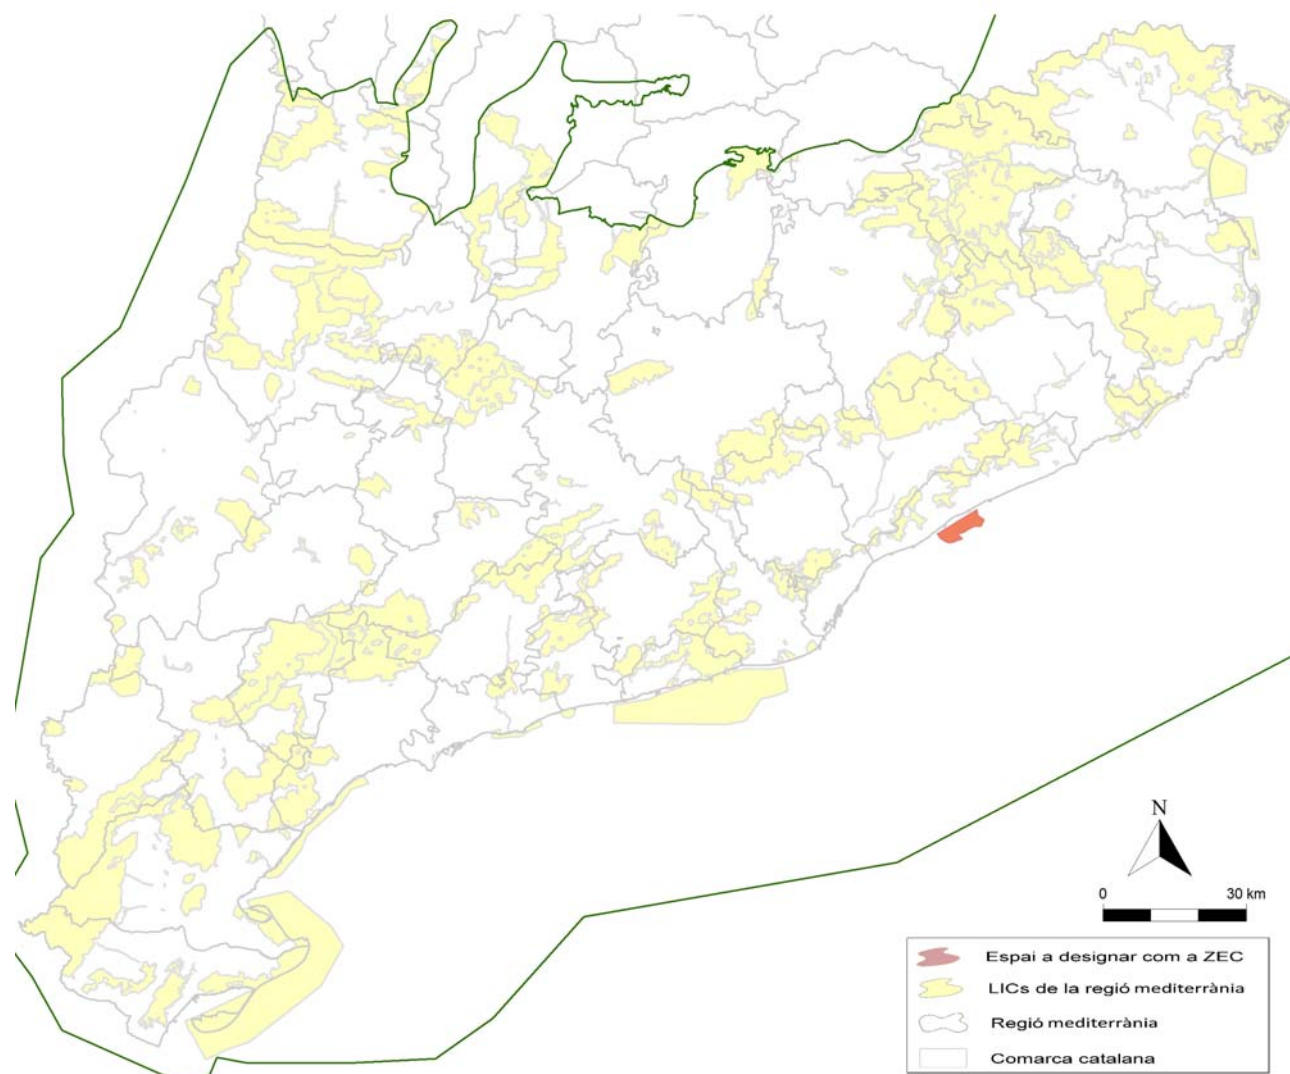 N
0 30 km
Espai a designar com a ZEC
LICs de la regió mediterrània
Regió mediterrània
Comarca catalana